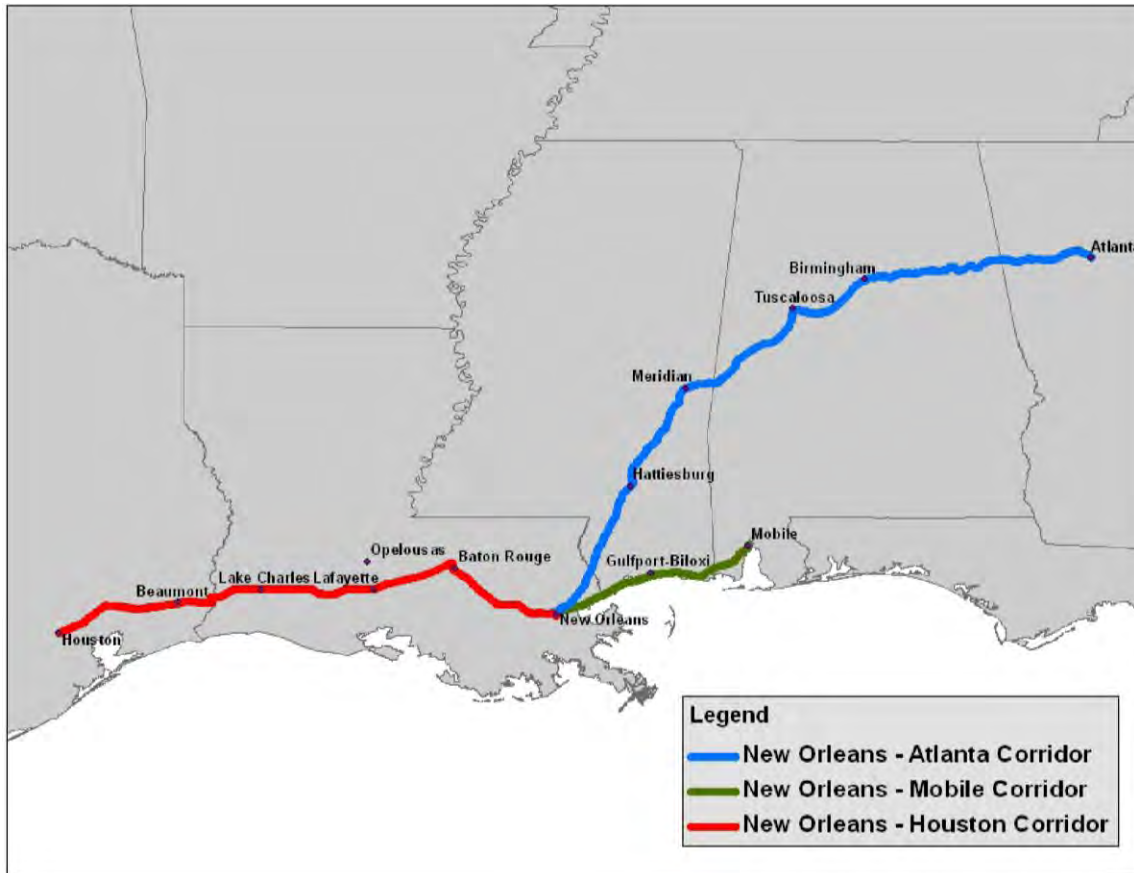 Atlanta
Birmingham
Tuscaloosa
Meridian
Hattiesburg
Mobile
Opelousas
Baton Rouge
Gulfport-Biloxi
Lake Charles
Lafayette
Beaumont
New Orleans
Houston
Legend
New Orleans - Atlanta Corridor
New Orleans - Mobile Corridor
New Orleans - Houston Corridor